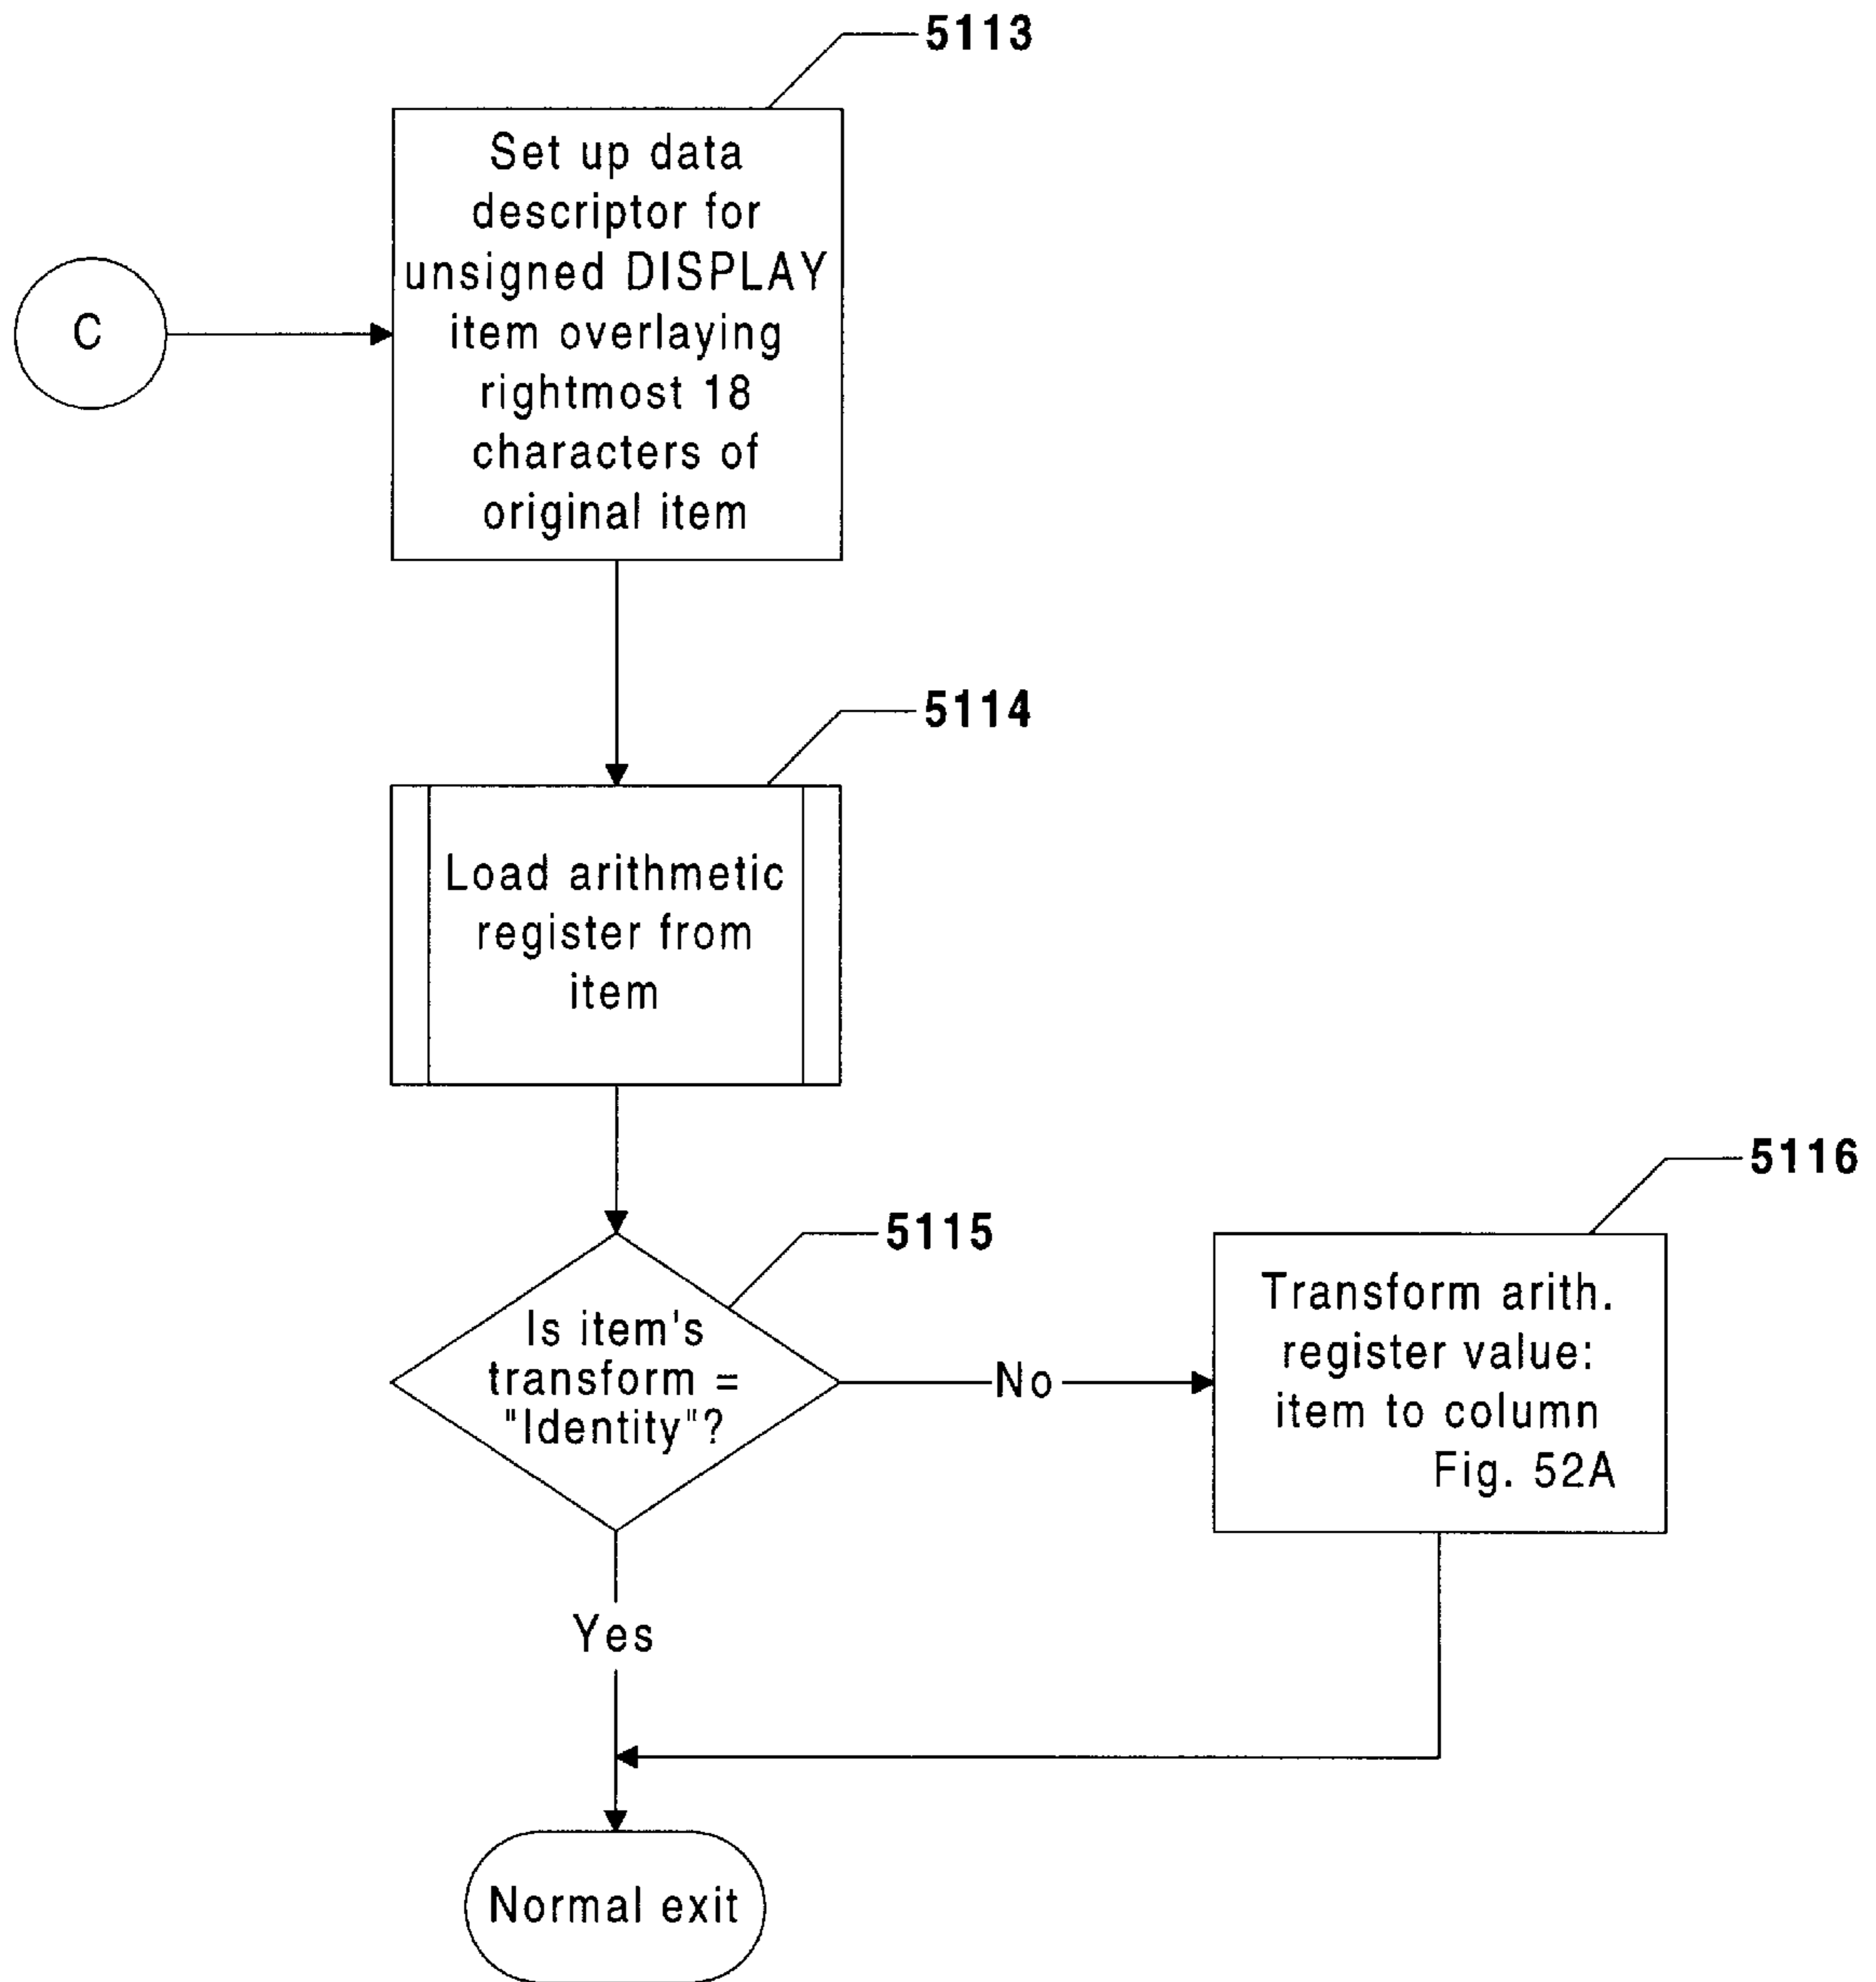 5113
Set up data
descriptor for
unsigned DISPLAY
item overlaying
rightmost 18
characters of
original item
C
5114
Load arithmetic
register from
item
5115
Is item's
transform =
"Identity"?
No
5116
Transform arith.
register value:
item to column
Fig. 52A
Yes
Normal exit